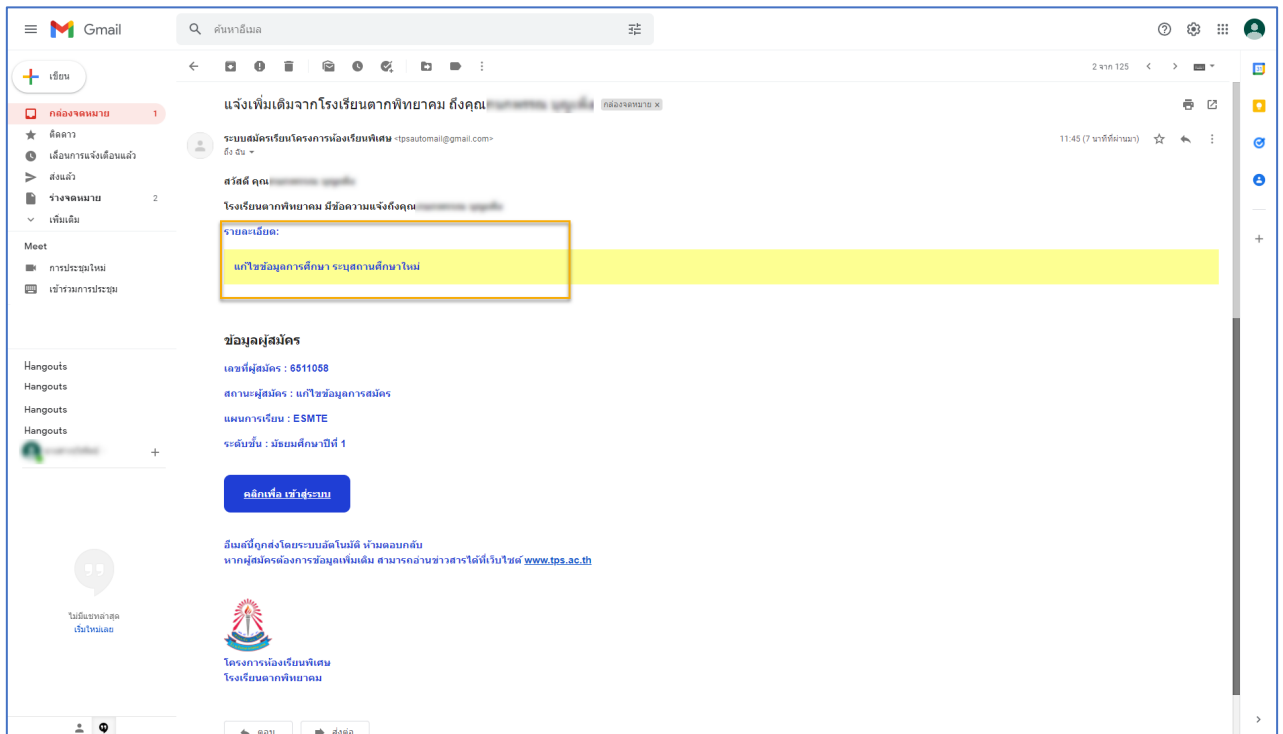 Gmail
ค้นหาอีเมล
เขียน
2 จาก 125
กล่องจดหมาย 1
ติดดาว
เลื่อนการแจ้งเตือนแล้ว
ส่งแล้ว
ร่างจดหมาย 2
เพิ่มเติม
Meet
การประชุมใหม่
เข้าร่วมการประชุม
Hangouts
Hangouts
Hangouts
Hangouts
ไม่มีแชทล่าสุด
เริ่มใหม่เลย
แจ้งเพิ่มเติมจากโรงเรียนตากพิทยาคม ถึงคุณ กล่องจดหมาย x
ระบบสมัครเรียนโครงการห้องเรียนพิเศษ <tpsautomail@gmail.com> 11:45 (7 นาทีที่ผ่านมา)
ถึง ฉัน
สวัสดี คุณ
โรงเรียนตากพิทยาคม มีข้อความแจ้งถึงคุณ
รายละเอียด:
แก้ไขข้อมูลการศึกษา ระบุสถานศึกษาใหม่
ข้อมูลผู้สมัคร
เลขที่ผู้สมัคร : 6511058
สถานะผู้สมัคร : แก้ไขข้อมูลการสมัคร
แผนการเรียน : ESMTE
ระดับชั้น : มัธยมศึกษาปีที่ 1
คลิกเพื่อ เข้าสู่ระบบ
อีเมล์นี้ถูกส่งโดยระบบอัตโนมัติ ห้ามตอบกลับ
หากผู้สมัครต้องการข้อมูลเพิ่มเติม สามารถอ่านข่าวสารได้ที่เว็บไซต์ www.tps.ac.th
โครงการห้องเรียนพิเศษ
โรงเรียนตากพิทยาคม
ตอบ
ส่งต่อ